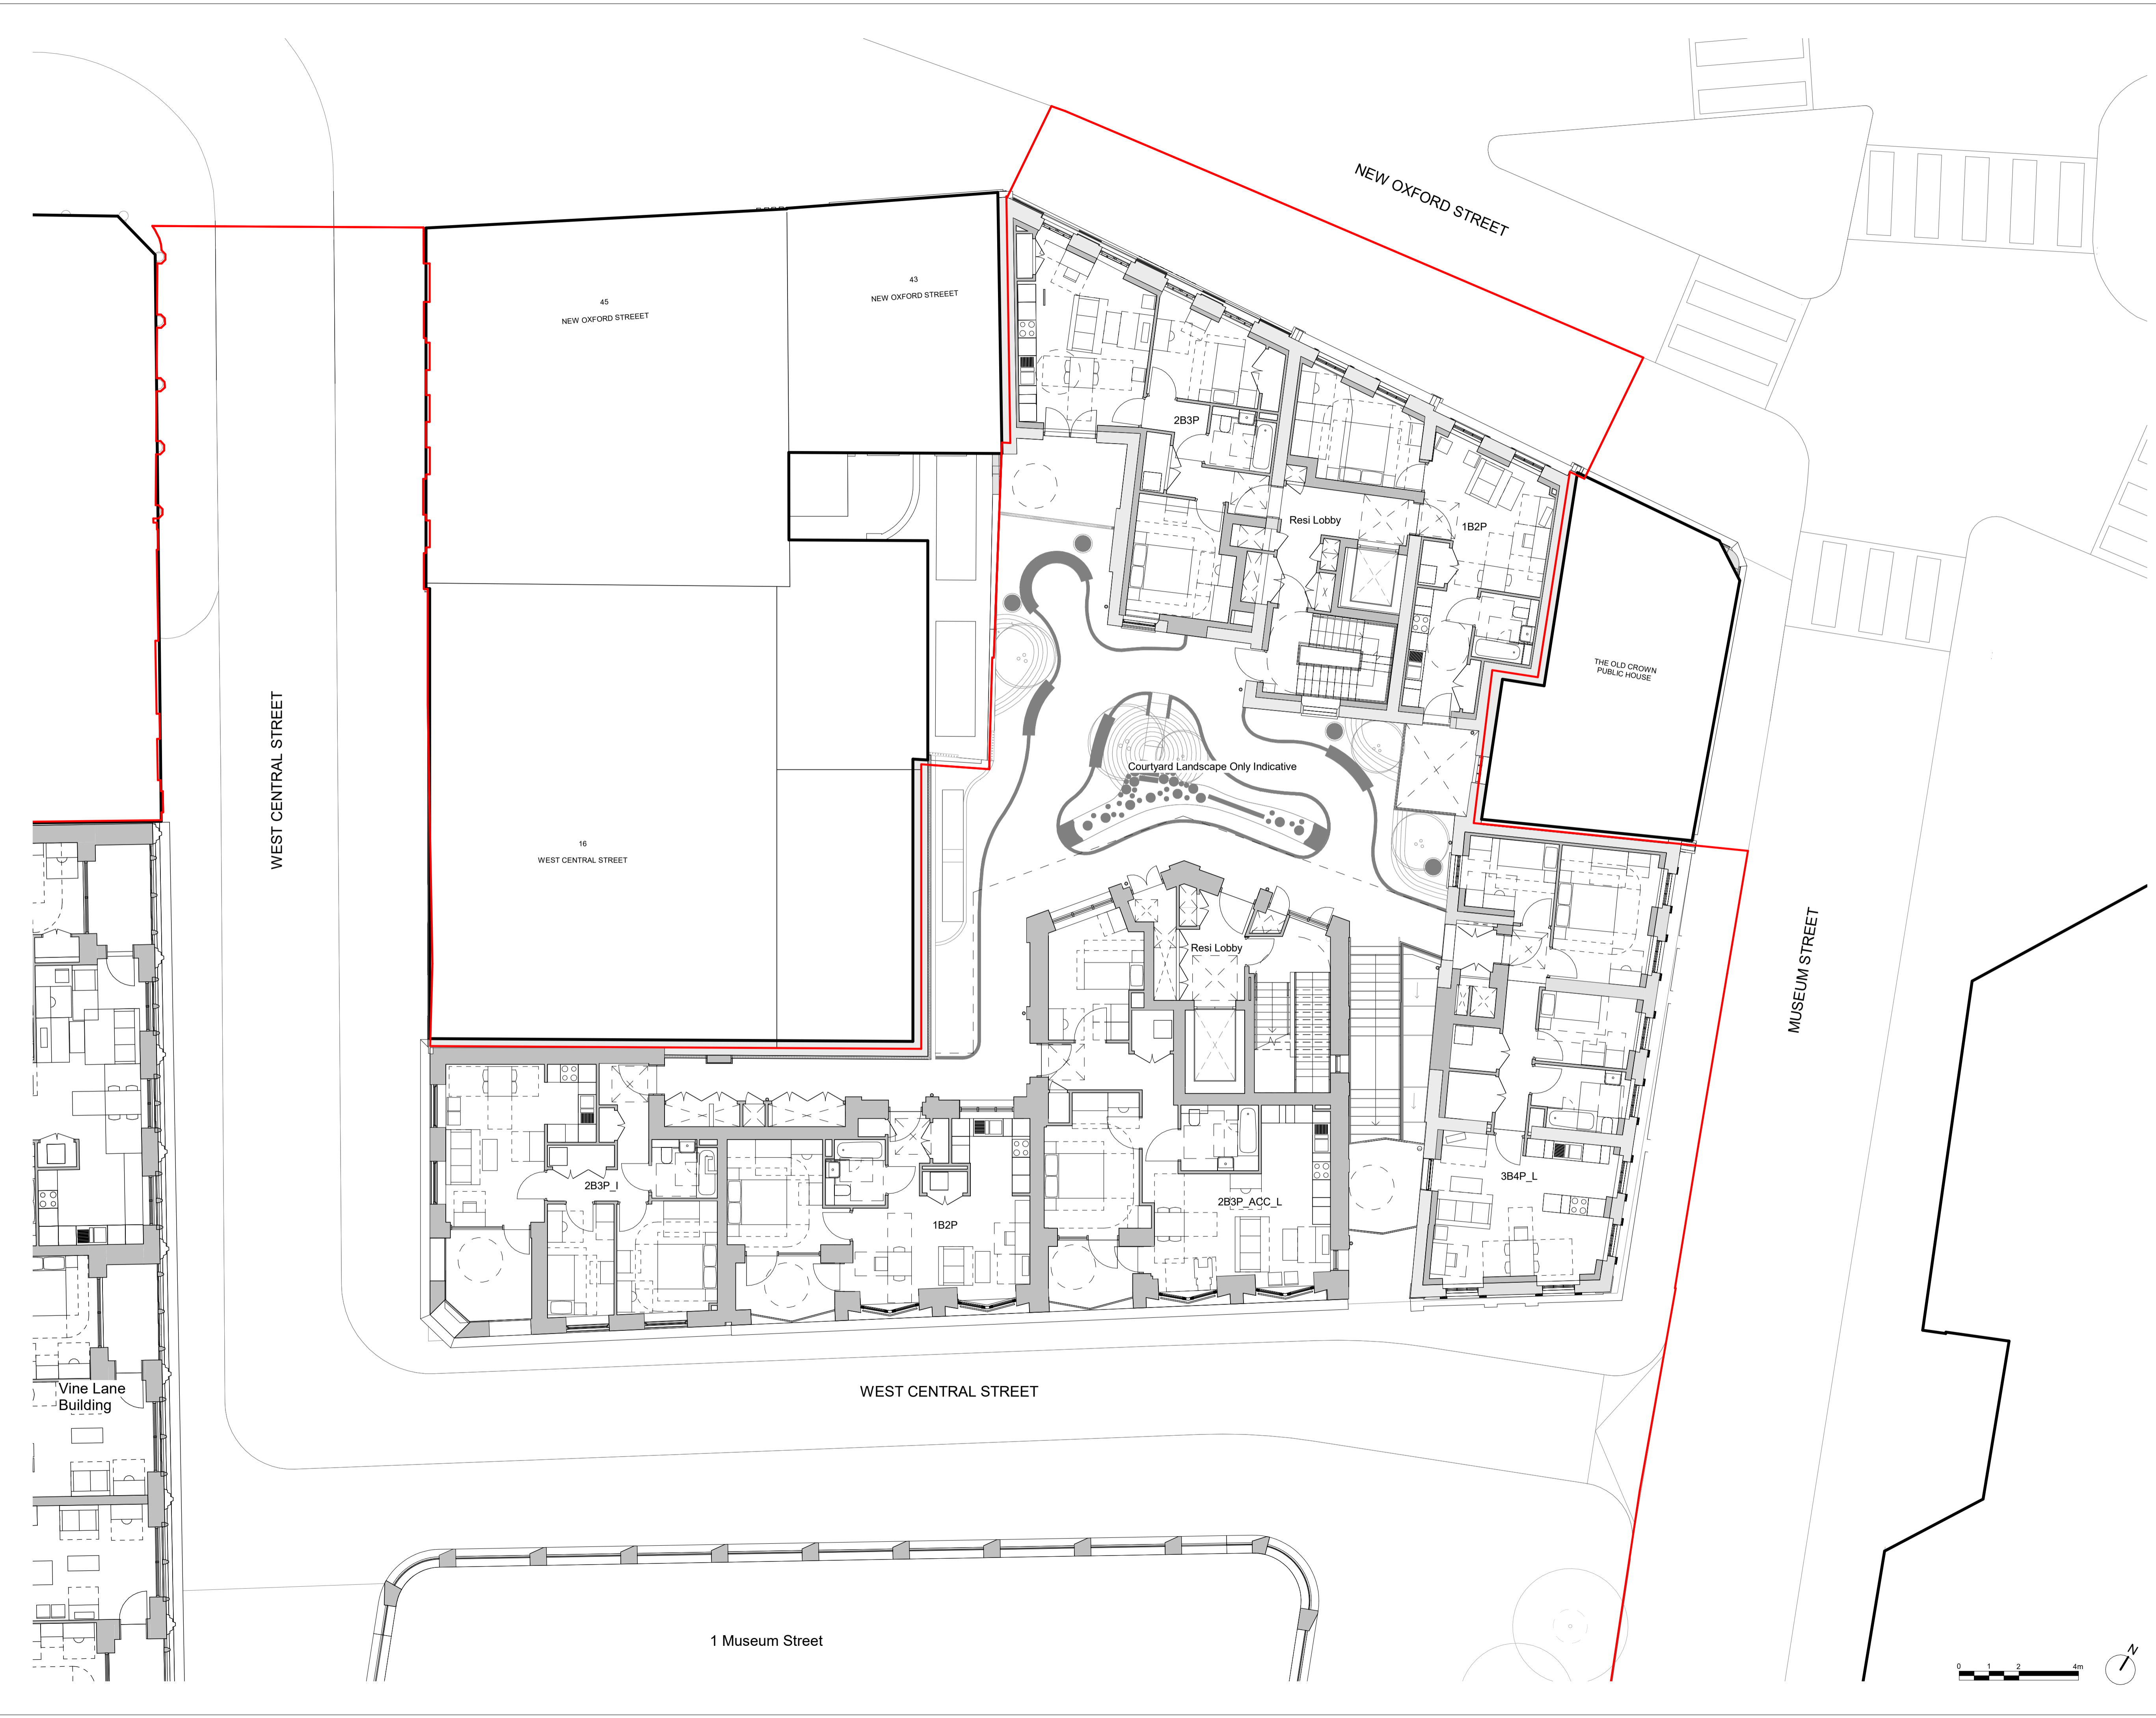 NEW OXFORD STREET
45
NEW OXFORD STREEET
43
NEW OXFORD STREEET
2B3P
Resi Lobby
1B2P
THE OLD CROWN
PUBLIC HOUSE
WEST CENTRAL STREET
Courtyard Landscape Only Indicative
16
WEST CENTRAL STREET
Resi Lobby
MUSEUM STREET
2B3P_I
1B2P
2B3P_ACC_L
3B4P_L
Vine Lane
Building
WEST CENTRAL STREET
1 Museum Street
0 1 2 4m
N